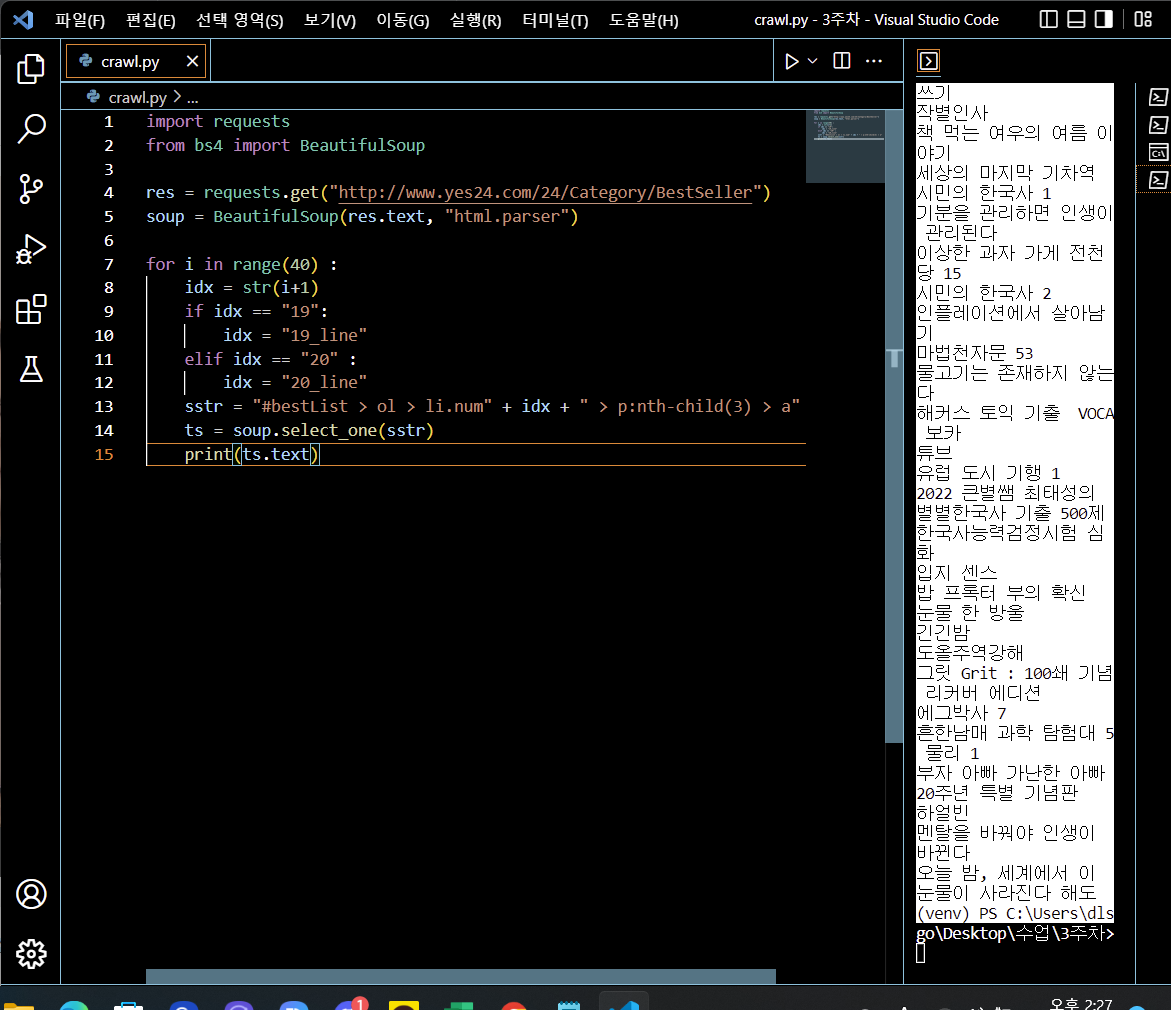 파일(F) 편집(E) 선택 영역(S) 보기(V) 이동(G) 실행(R) 터미널(T) 도움말(H) crawl.py - 3주차 - Visual Studio Code
crawl.py
crawl.py > ...
1 import requests
2 from bs4 import BeautifulSoup
3
4 res = requests.get("http://www.yes24.com/24/Category/BestSeller")
5 soup = BeautifulSoup(res.text, "html.parser")
6
7 for i in range(40) :
8     idx = str(i+1)
9     if idx == "19":
10         idx = "19_line"
11     elif idx == "20" :
12         idx = "20_line"
13     sstr = "#bestList > ol > li.num" + idx + " > p:nth-child(3) > a"
14     ts = soup.select_one(sstr)
15     print(ts.text)
쓰기
작별인사
책 먹는 여우의 여름 이
야기
세상의 마지막 기차역
시민의 한국사 1
기분을 관리하면 인생이
관리된다
이상한 과자 가게 전천
당 15
시민의 한국사 2
인플레이션에서 살아남
기
마법천자문 53
물고기는 존재하지 않는
다
해커스 토익 기출 VOCA
보카
튜브
유럽 도시 기행 1
2022 큰별쌤 최태성의
별별한국사 기출 500제
한국사능력검정시험 심
화
입지 센스
밥 프록터 부의 확신
눈물 한 방울
긴긴밤
도올주역강해
그릿 Grit : 100쇄 기념
리커버 에디션
에그박사 7
흔한남매 과학 탐험대 5
물리 1
부자 아빠 가난한 아빠
20주년 특별 기념판
하얼빈
멘탈을 바꿔야 인생이
바뀐다
오늘 밤, 세계에서 이
눈물이 사라진다 해도
(venv) PS C:\Users\dls
go\Desktop\수업\3주차>
1
오후 2:27